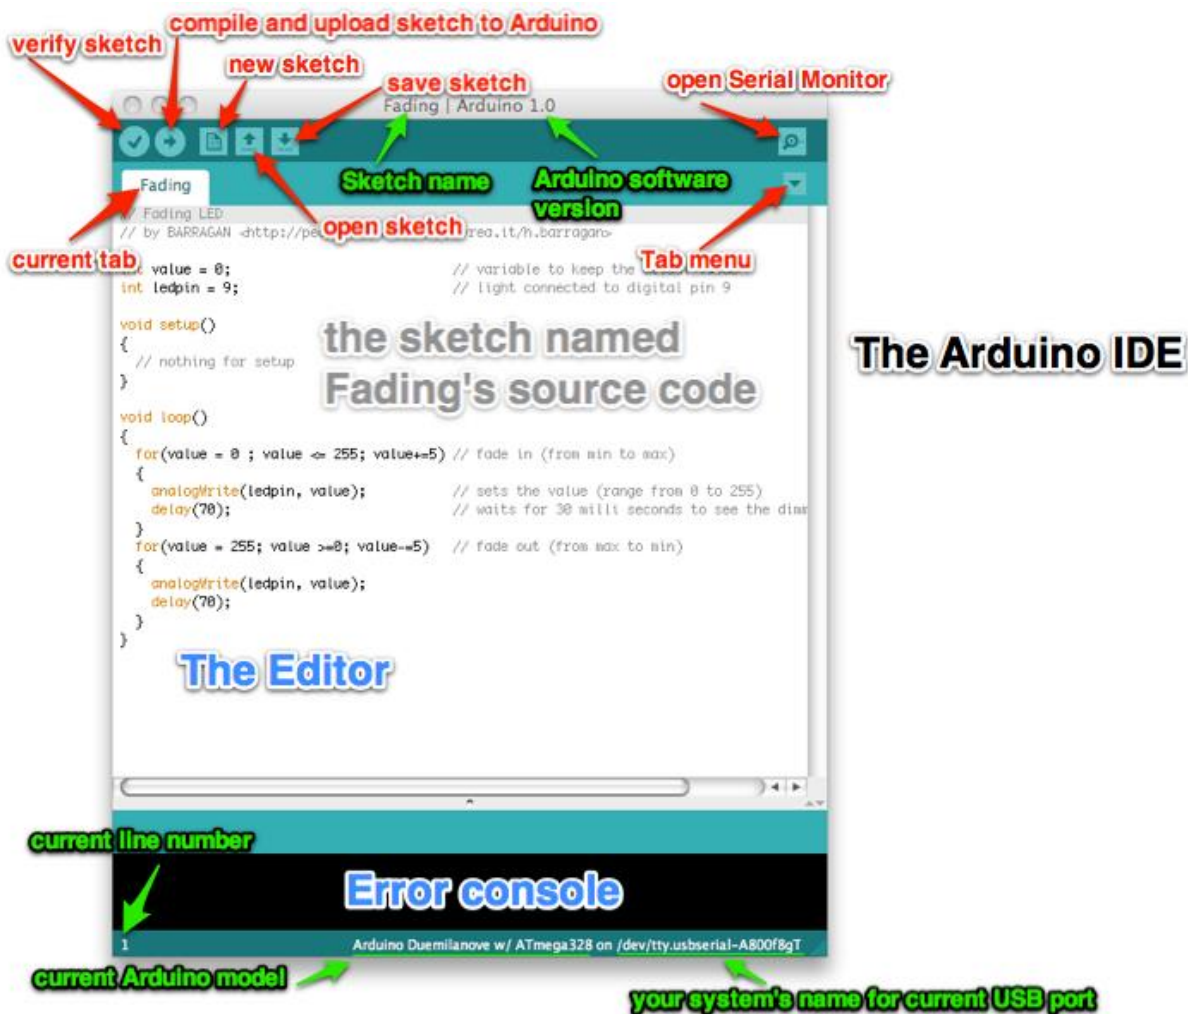 compile and upload sketch to Arduino
verify sketch
new sketch
save sketch
open Serial Monitor
Fading | Arduino 1.0
Fading
Sketch name
Arduino software
version
// Fading LED
open sketch
// by BARRAGAN <http://pe rea.it/h.barragan>
current tab
Tab menu
int value = 0; // variable to keep the
int ledpin = 9; // light connected to digital pin 9
void setup()
{
// nothing for setup
}
the sketch named
Fading's source code
The Arduino IDE
void loop()
{
for(value = 0 ; value <= 255; value+=5) // fade in (from min to max)
{
analogWrite(ledpin, value); // sets the value (range from 0 to 255)
delay(70); // waits for 30 milli seconds to see the dimm
}
for(value = 255; value >=0; value-=5) // fade out (from max to min)
{
analogWrite(ledpin, value);
delay(70);
}
}
The Editor
current line number
Error console
1
Arduino Duemilanove w/ ATmega328 on /dev/tty.usbserial-A800f8gT
current Arduino model
your system's name for current USB port